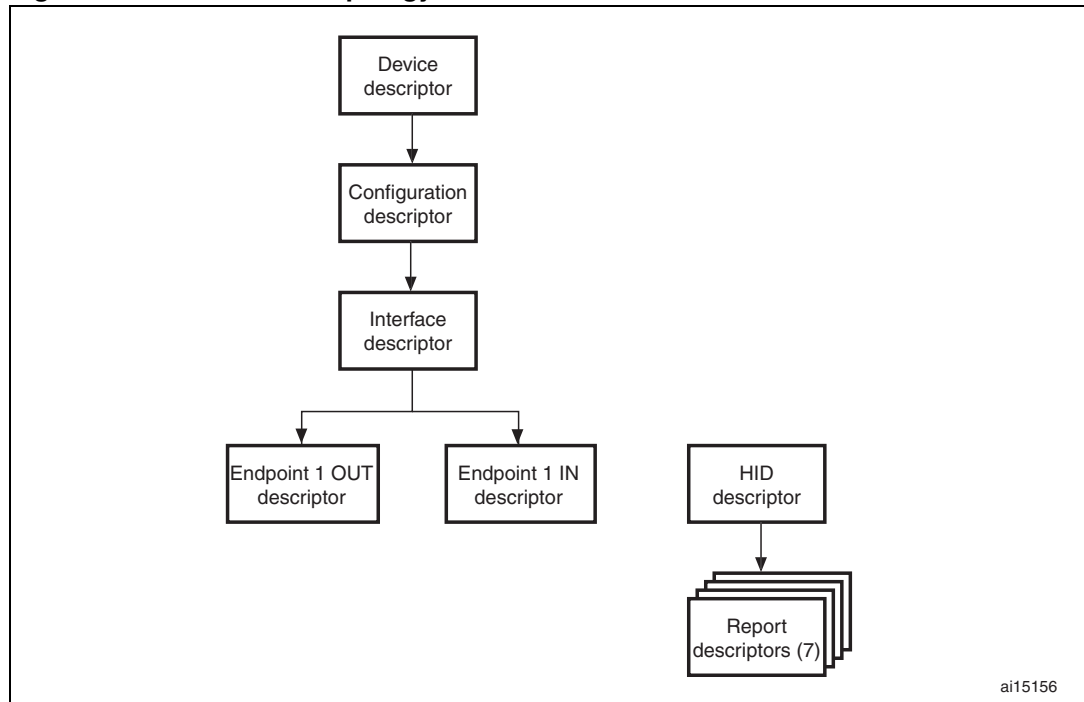 Device
descriptor
Configuration
descriptor
Interface
descriptor
Endpoint 1 OUT
descriptor
Endpoint 1 IN
descriptor
HID
descriptor
Report
descriptors (7)
ai15156